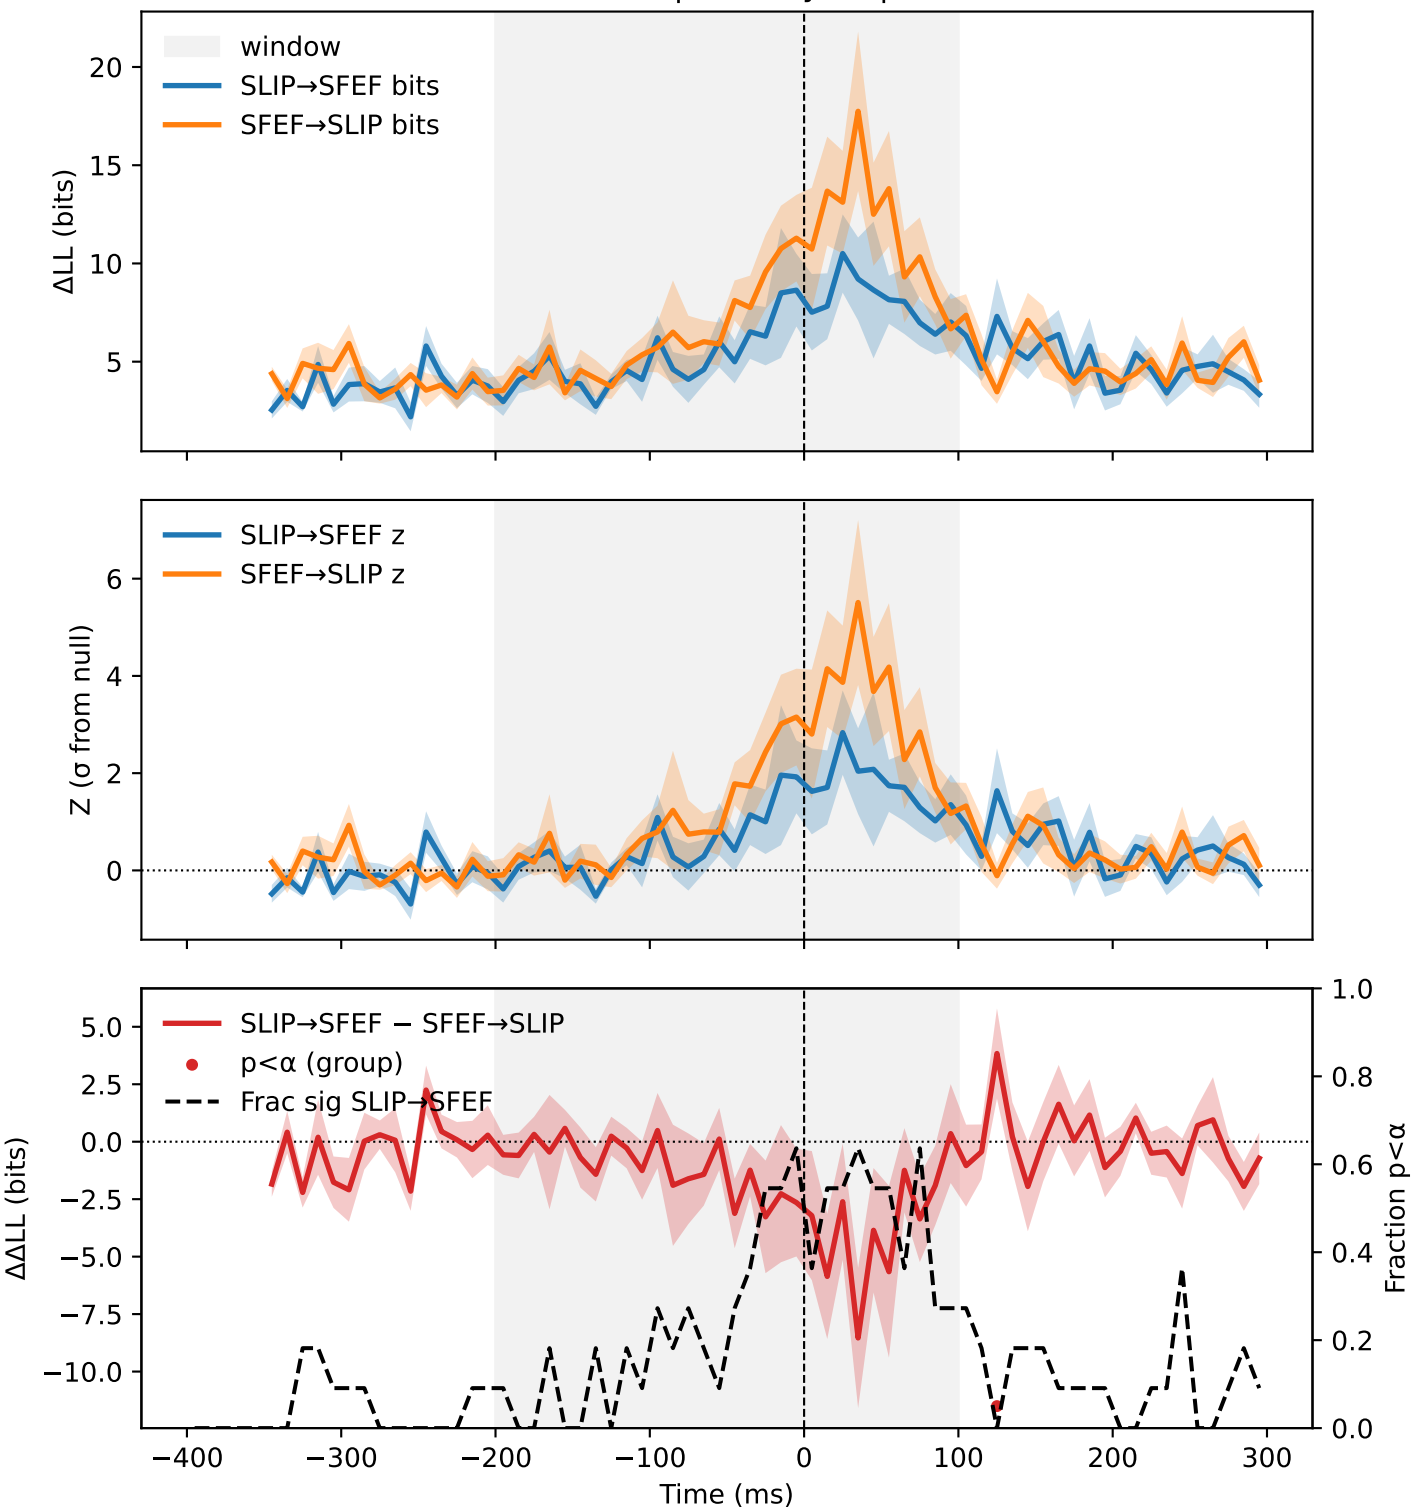 window
SLIP→SFEF bits
SFEF→SLIP bits
20
15
10
5
ΔLL (bits)
SLIP→SFEF z
SFEF→SLIP z
6
4
2
0
Z (σ from null)
SLIP→SFEF − SFEF→SLIP
p<α (group)
Frac sig SLIP→SFEF
5.0
2.5
0.0
−2.5
−5.0
−7.5
−10.0
ΔΔLL (bits)
1.0
0.8
0.6
0.4
0.2
0.0
Fraction p<α
−400 −300 −200 −100 0 100 200 300
Time (ms)